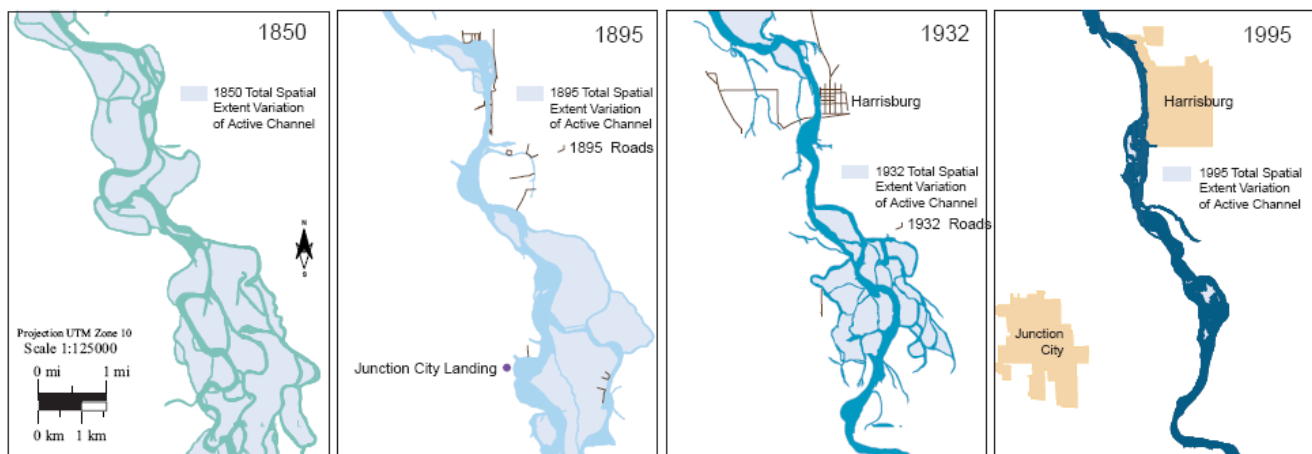 1850
1850 Total Spatial
Extent Variation
of Active Channel
N
S
Projection UTM Zone 10
Scale 1:125000
0 mi 1 mi
0 km 1 km
1895
1895 Total Spatial
Extent Variation
of Active Channel
1895 Roads
Junction City Landing
1932
Harrisburg
1932 Total Spatial
Extent Variation
of Active Channel
1932 Roads
1995
Harrisburg
1995 Total Spatial
Extent Variation
of Active Channel
Junction
City